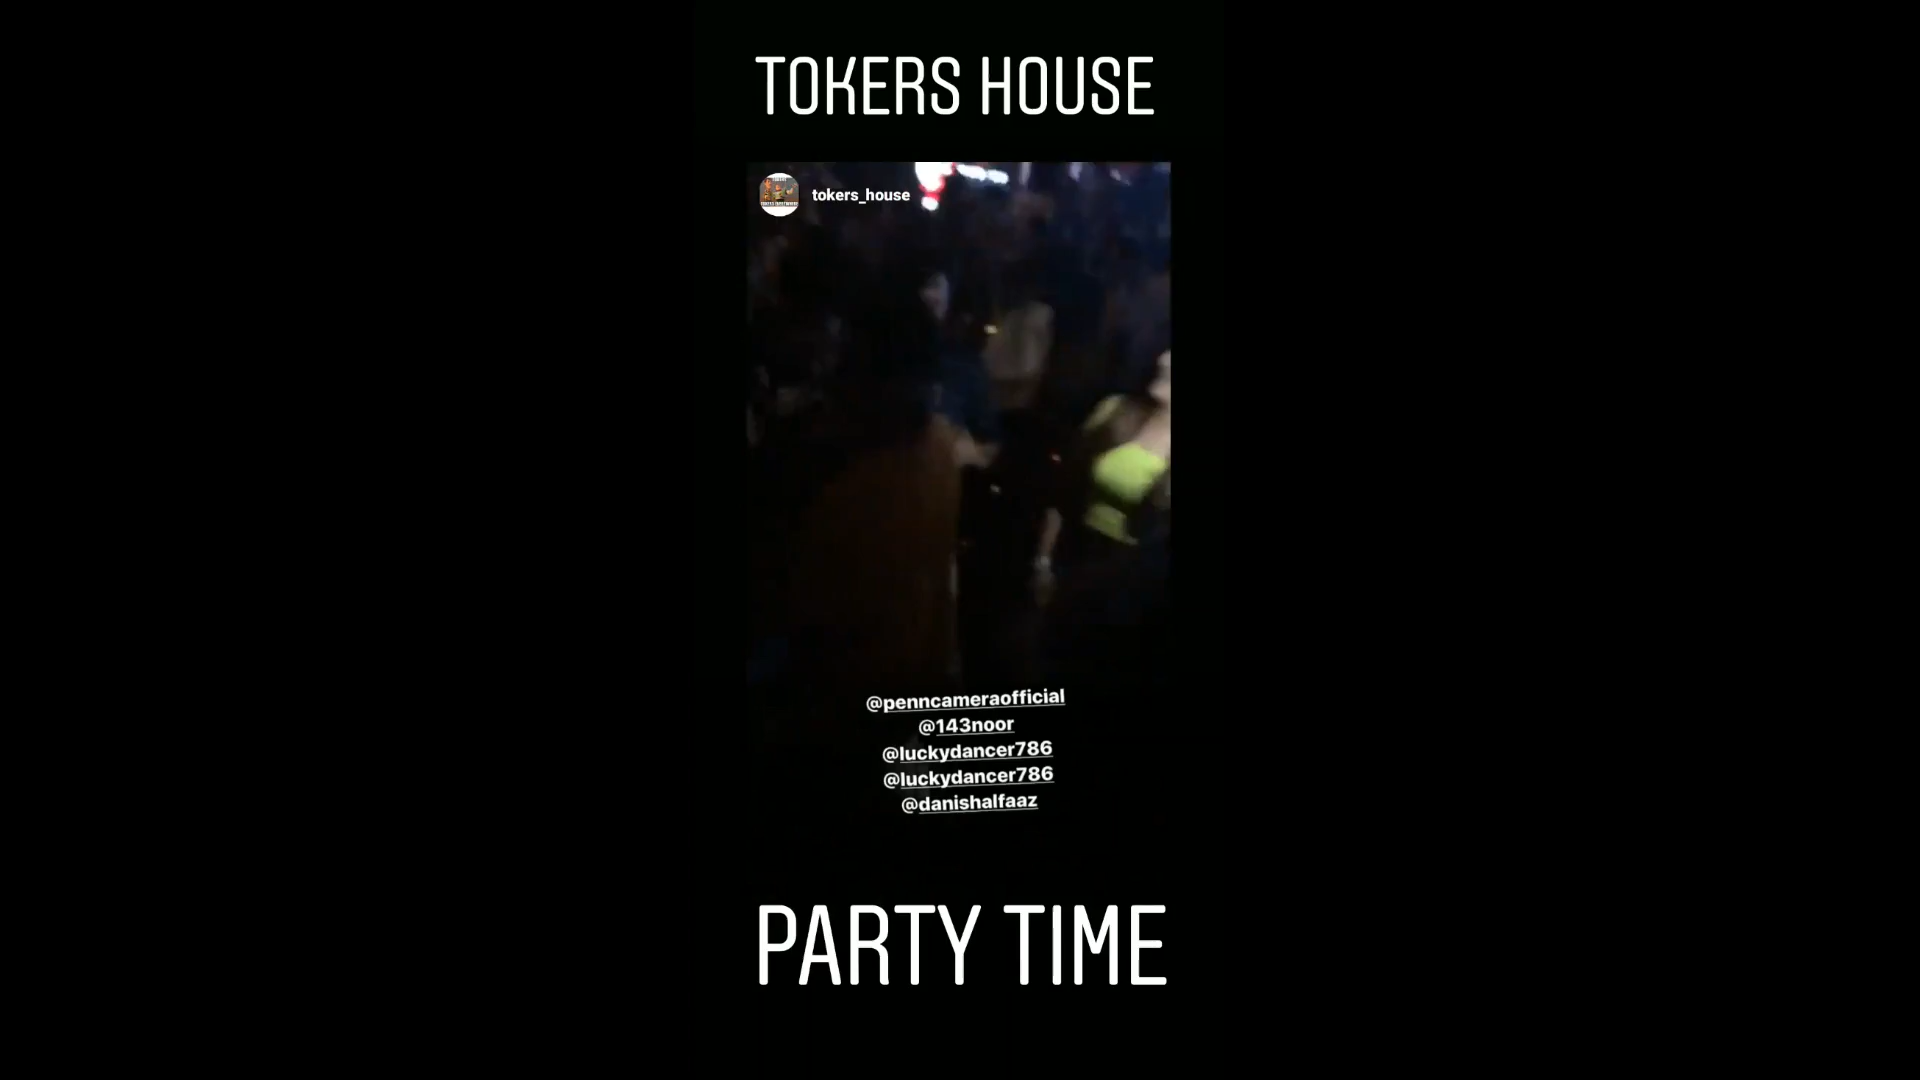 TOKERS HOUSE
tokers_house
@penncameraofficial
@143noor
@luckydancer786
@luckydancer786
@danishalfaaz
PARTY TIME